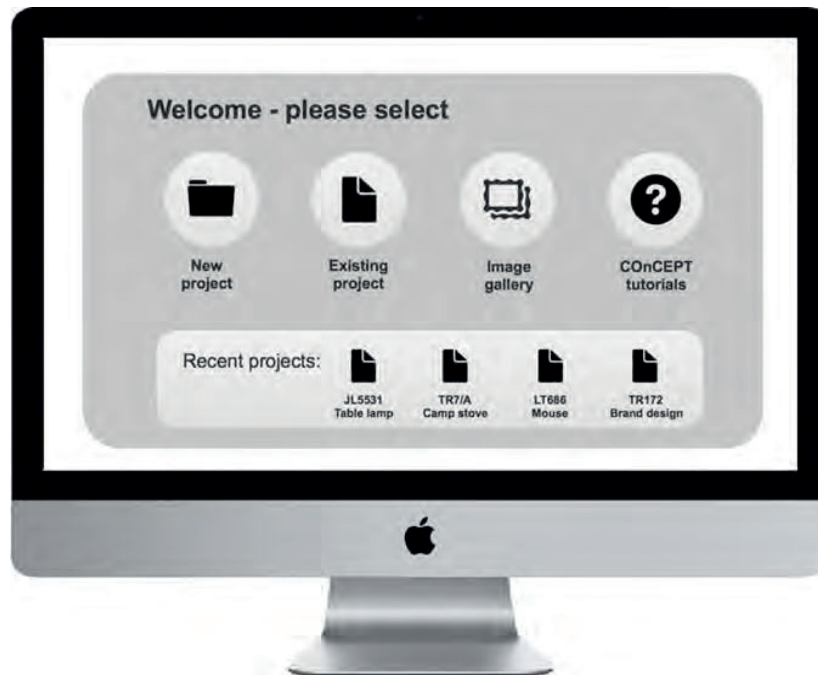 Welcome - please select
New
project
Existing
project
Image
gallery
COnCEPT
tutorials
Recent projects:
JL5531
Table lamp
TR7/A
Camp stove
LT686
Mouse
TR172
Brand design